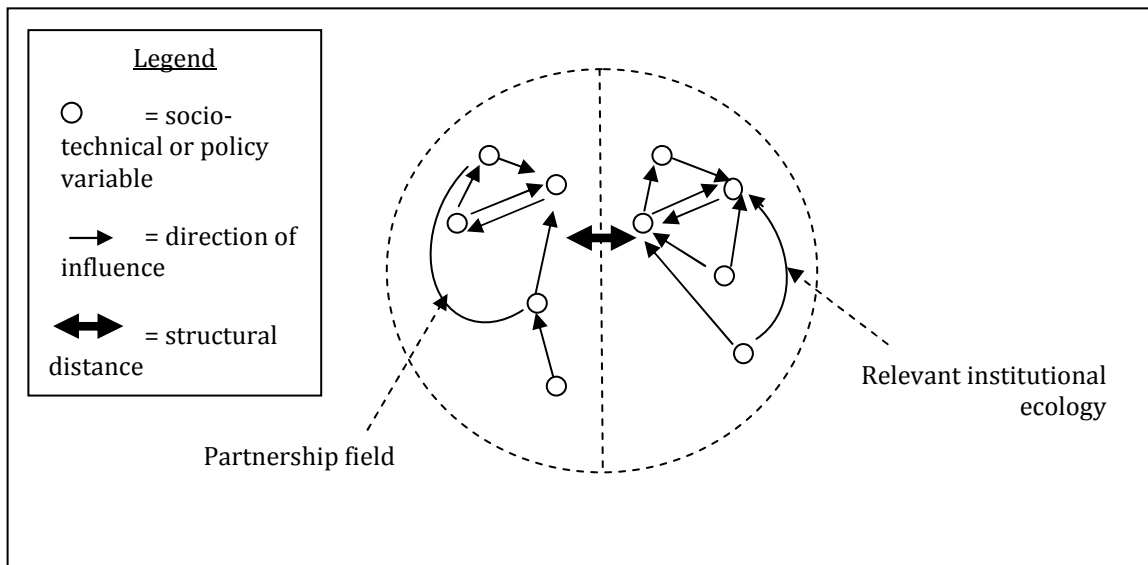 Legend
= socio-
technical or policy
variable
= direction of
influence
= structural
distance
Partnership field
Relevant institutional
ecology